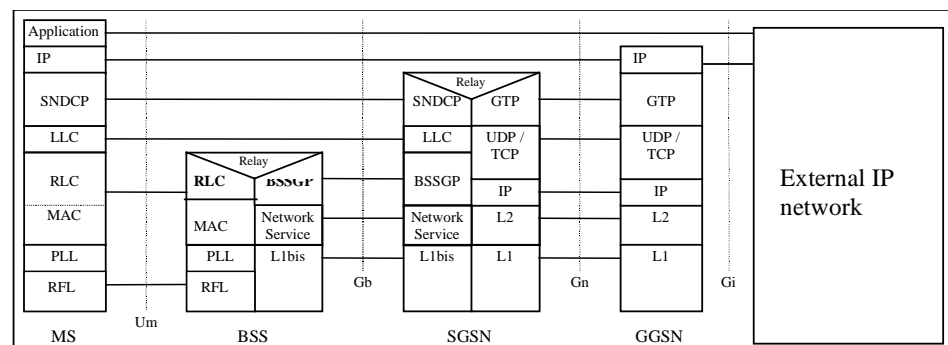 Application
IP
SNDCP
LLC
RLC
MAC
PLL
RFL
MS
Um
Relay
RLC
BSSGP
MAC
Network
Service
PLL
L1bis
RFL
BSS
Gb
Relay
SNDCP
GTP
LLC
UDP /
TCP
BSSGP
IP
Network
Service
L2
L1bis
L1
SGSN
Gn
IP
GTP
UDP /
TCP
IP
L2
L1
GGSN
Gi
External IP
network